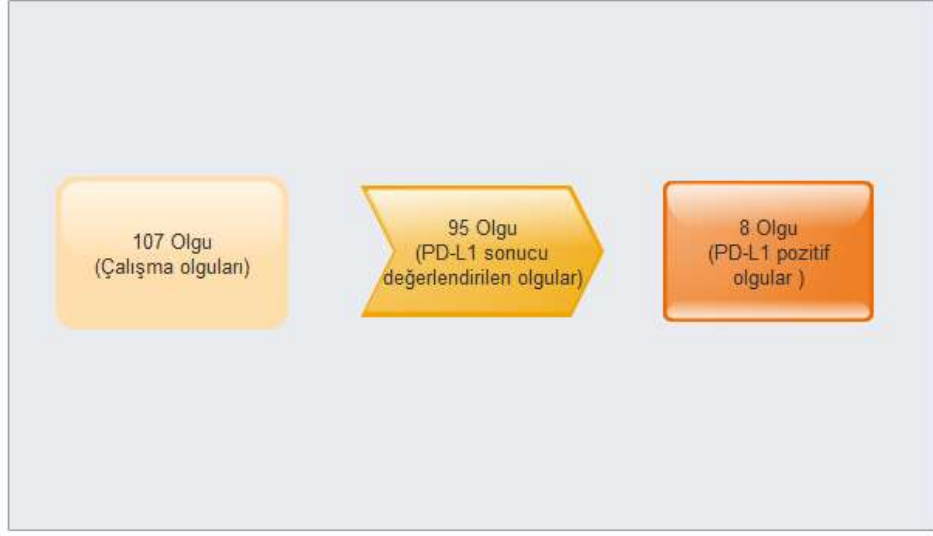 107 Olgu
(Çalışma olguları)
95 Olgu
(PD-L1 sonucu
değerlendirilen olgular)
8 Olgu
(PD-L1 pozitif
olgular )